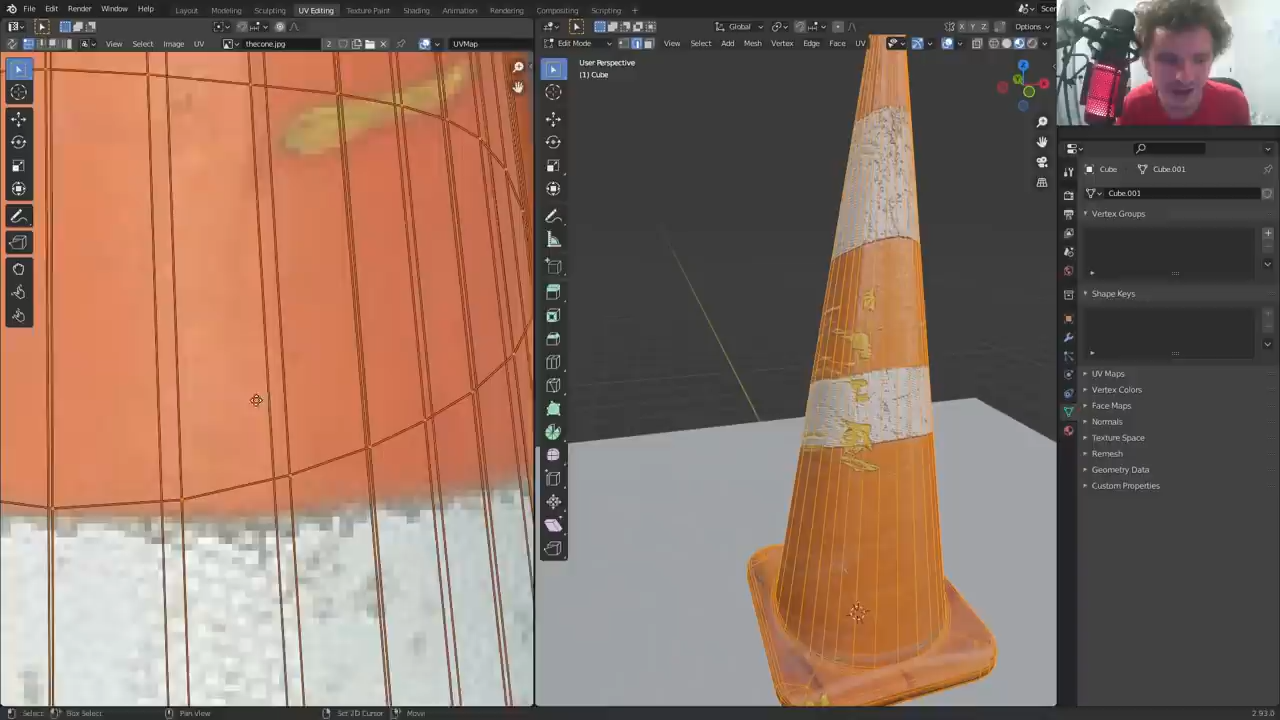 File Edit Render Window Help Layout Modeling Sculpting UV Editing Texture Paint Shading Animation Rendering Compositing Scripting + Scen
Global Options
View Select Image UV thecone.jpg 2 UVMap Edit Mode View Select Add Mesh Vertex Edge Face UV
User Perspective
(1) Cube
X
Y
Z
Cube Cube.001
Cube.001
Vertex Groups
Shape Keys
UV Maps
Vertex Colors
Face Maps
Normals
Texture Space
Remesh
Geometry Data
Custom Properties
Select Box Select Pan View Set 2D Cursor Move 2.93.0